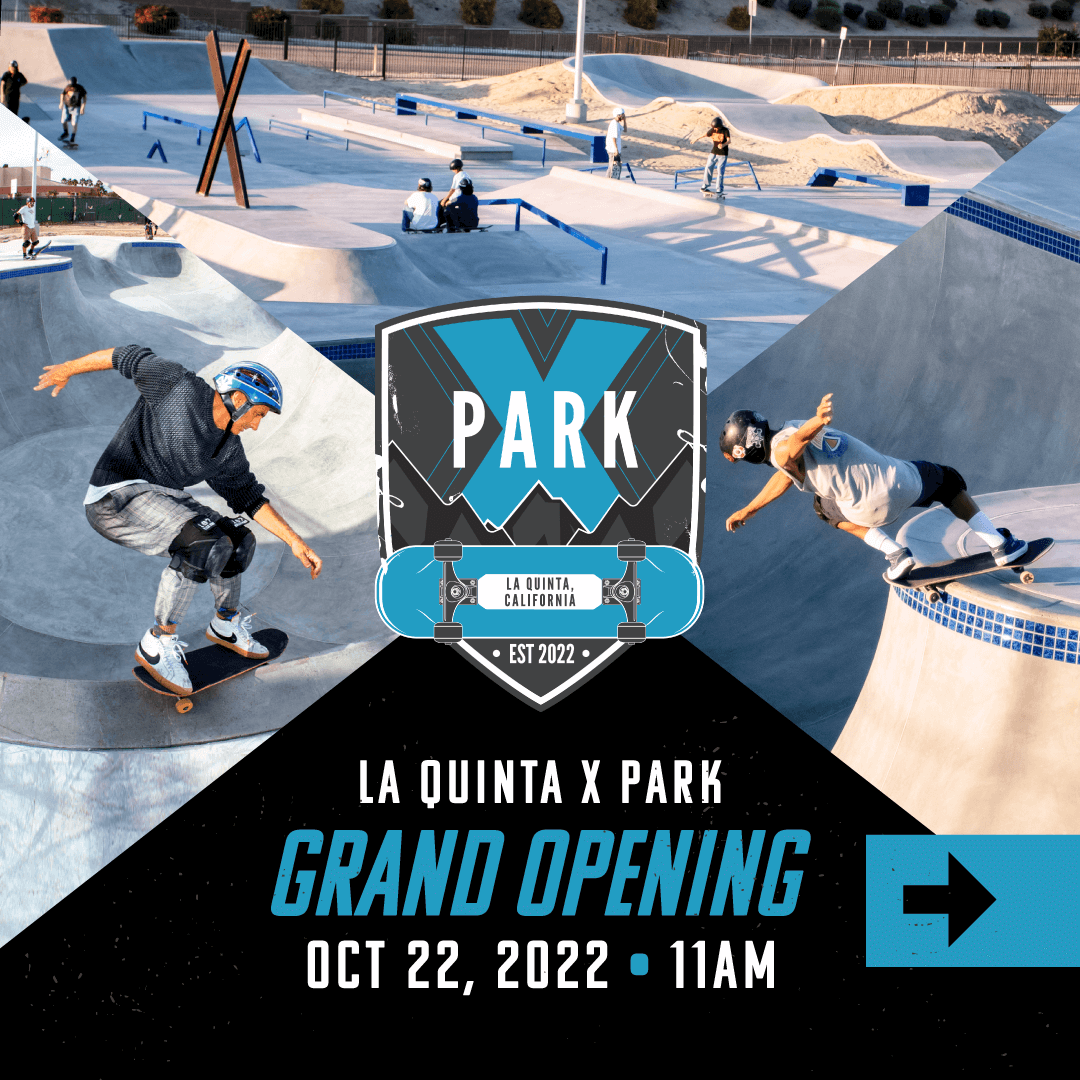 X
PARK
LA QUINTA,
CALIFORNIA
• EST 2022 •
LA QUINTA X PARK
GRAND OPENING
OCT 22, 2022 • 11AM